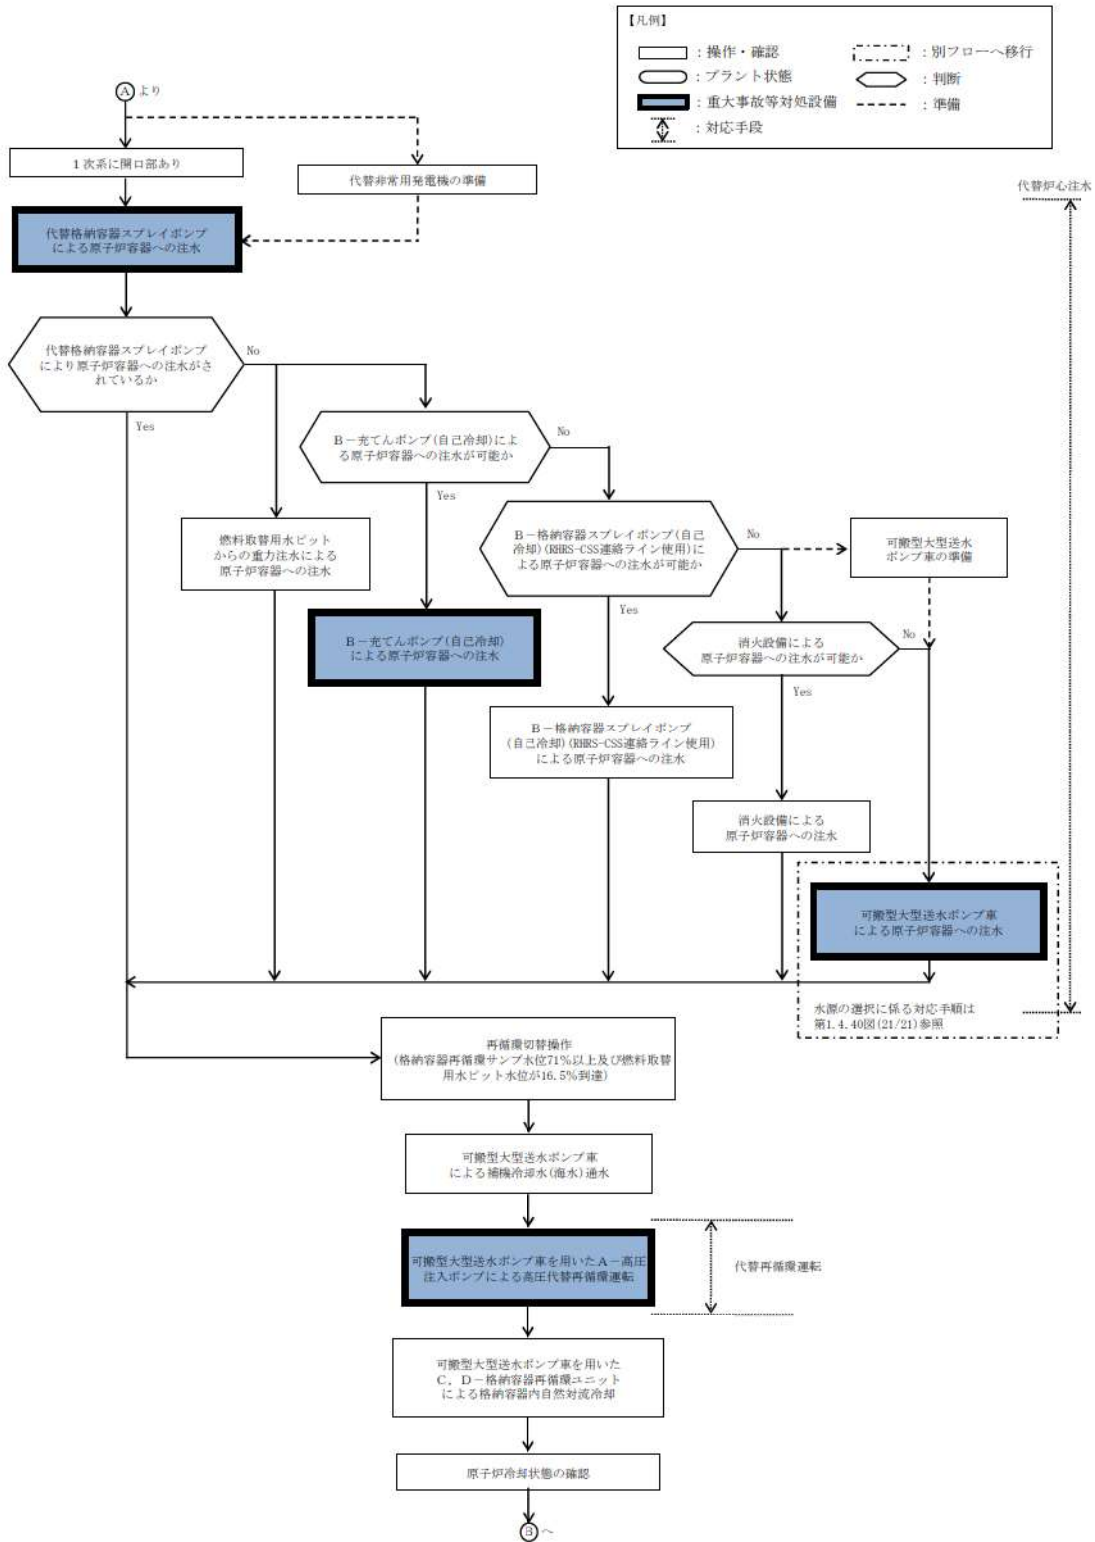 【凡例】
：操作・確認
：別フローへ移行
：プラント状態
：判断
：重大事故等対処設備
：準備
：対応手段
Ⓐより
1次系に開口部あり
代替非常用発電機の準備
代替炉心注水
代替格納容器スプレイポンプ
による原子炉容器への注水
代替格納容器スプレイポンプ
により原子炉容器への注水がさ
れているか
No
Yes
B－充てんポンプ(自己冷却)によ
る原子炉容器への注水が可能か
No
Yes
燃料取替用水ピット
からの重力注水による
原子炉容器への注水
B－格納容器スプレイポンプ(自己
冷却)(RHRS-CSS連絡ライン使用)に
よる原子炉容器への注水が可能か
No
Yes
可搬型大型送水
ポンプ車の準備
B－充てんポンプ(自己冷却)
による原子炉容器への注水
消火設備による
原子炉容器への注水が可能か
No
Yes
B－格納容器スプレイポンプ
(自己冷却)(RHRS-CSS連絡ライン使用)
による原子炉容器への注水
消火設備による
原子炉容器への注水
可搬型大型送水ポンプ車
による原子炉容器への注水
水源の選択に係る対応手順は
第1.4.40図(21/21)参照
再循環切替操作
(格納容器再循環サンプ水位71%以上及び燃料取替
用水ピット水位が16.5%到達)
可搬型大型送水ポンプ車
による補機冷却水(海水)通水
可搬型大型送水ポンプ車を用いたA－高圧
注入ポンプによる高圧代替再循環運転
代替再循環運転
可搬型大型送水ポンプ車を用いた
C，D－格納容器再循環ユニット
による格納容器内自然対流冷却
原子炉冷却状態の確認
Ⓑへ